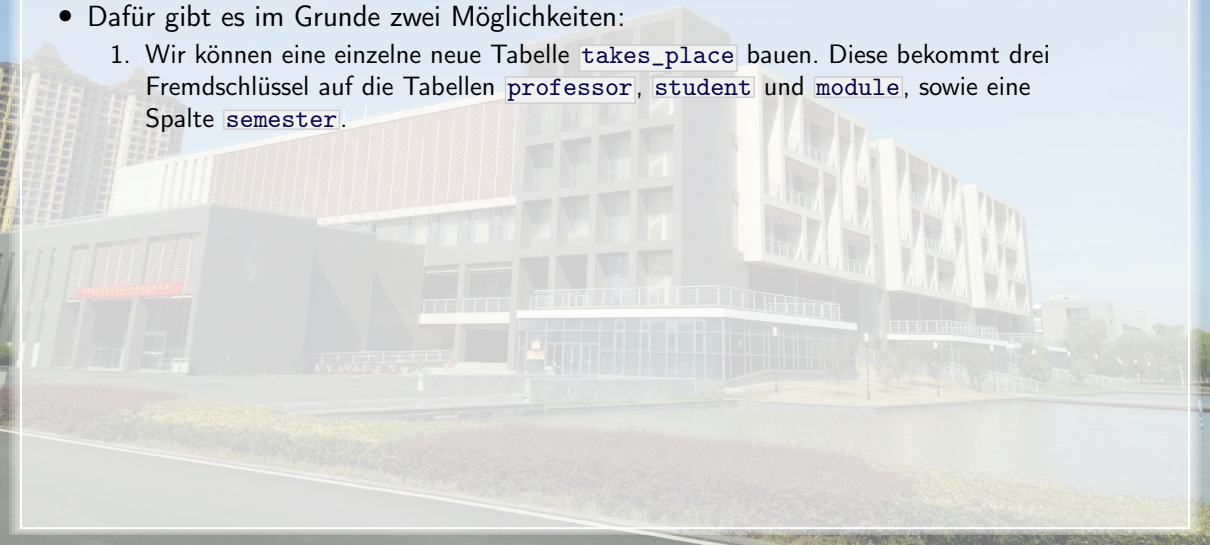 • Dafür gibt es im Grunde zwei Möglichkeiten:
1. Wir können eine einzelne neue Tabelle takes_place bauen. Diese bekommt drei
Fremdschlüssel auf die Tabellen professor, student und module, sowie eine
Spalte semester.